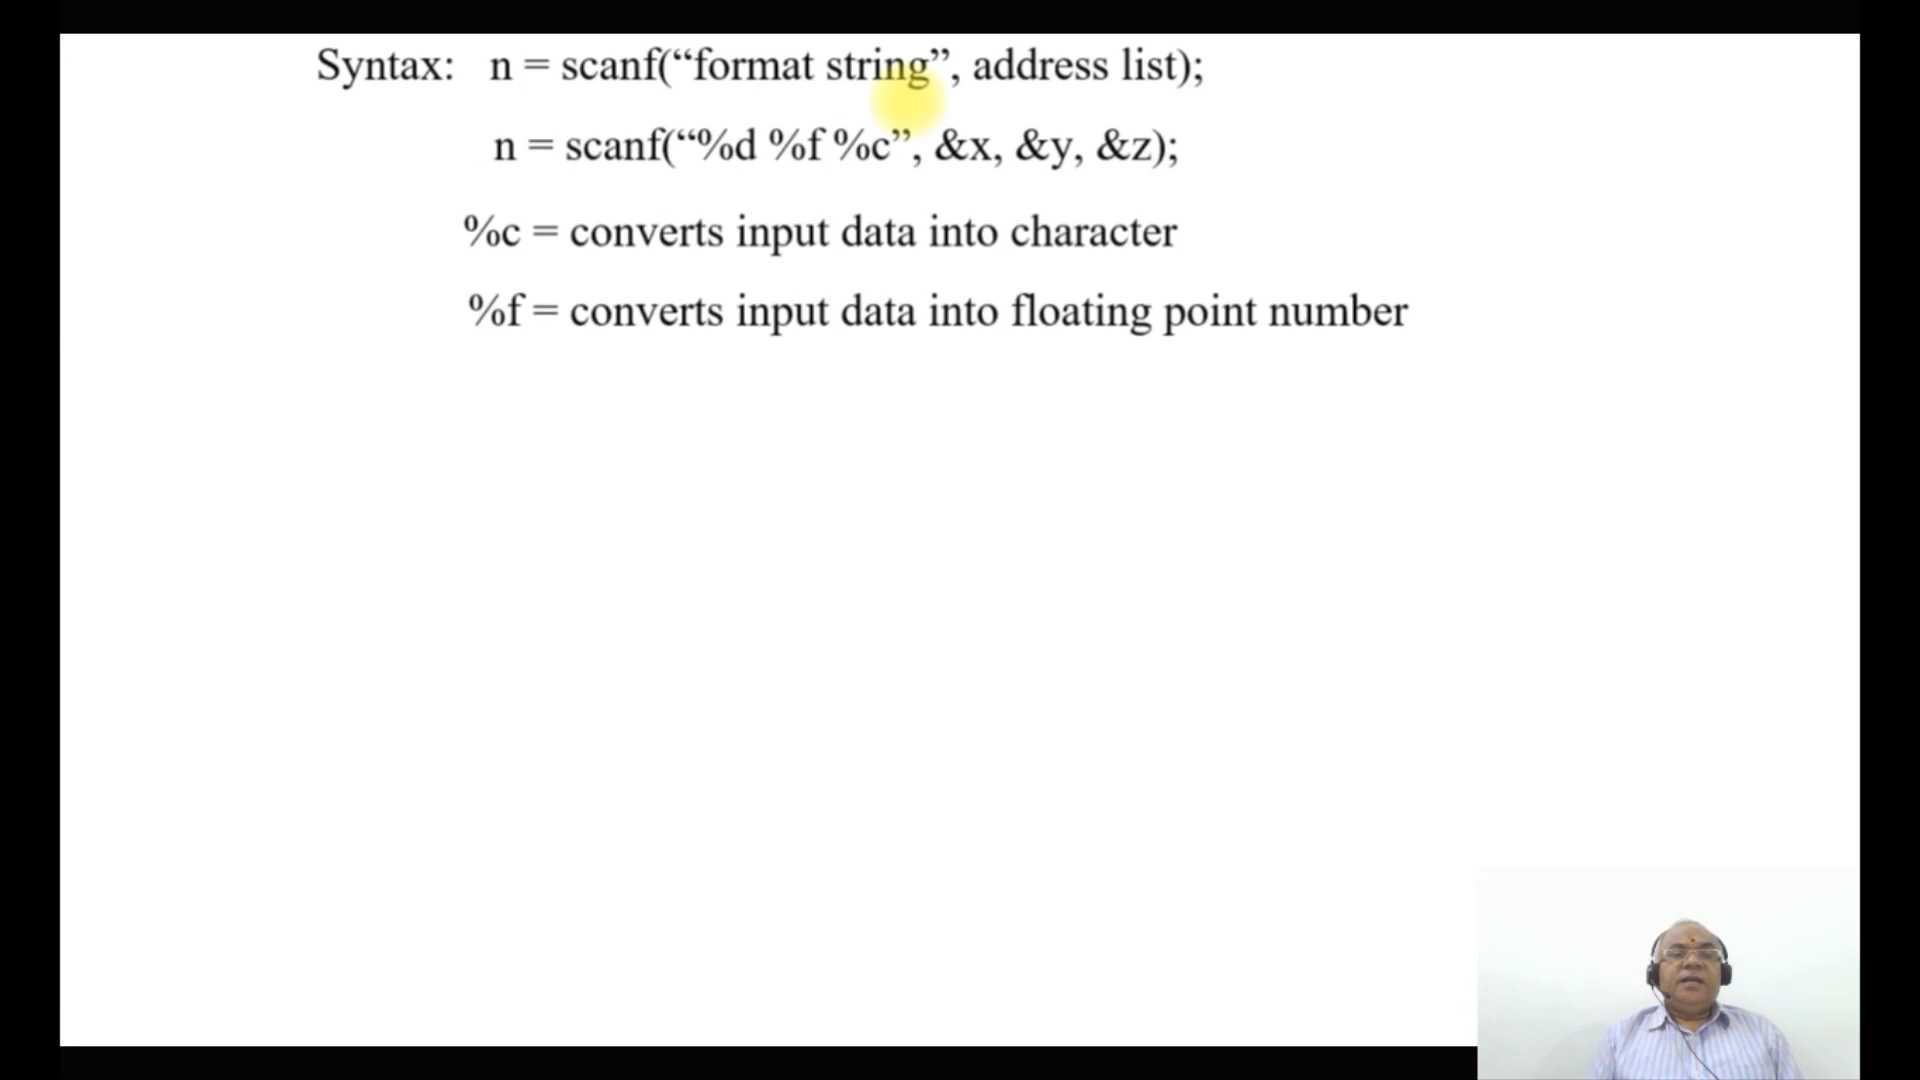 Syntax: n = scanf(“format string”, address list);
n = scanf(“%d %f %c”, &x, &y, &z);
%c = converts input data into character
%f = converts input data into floating point number